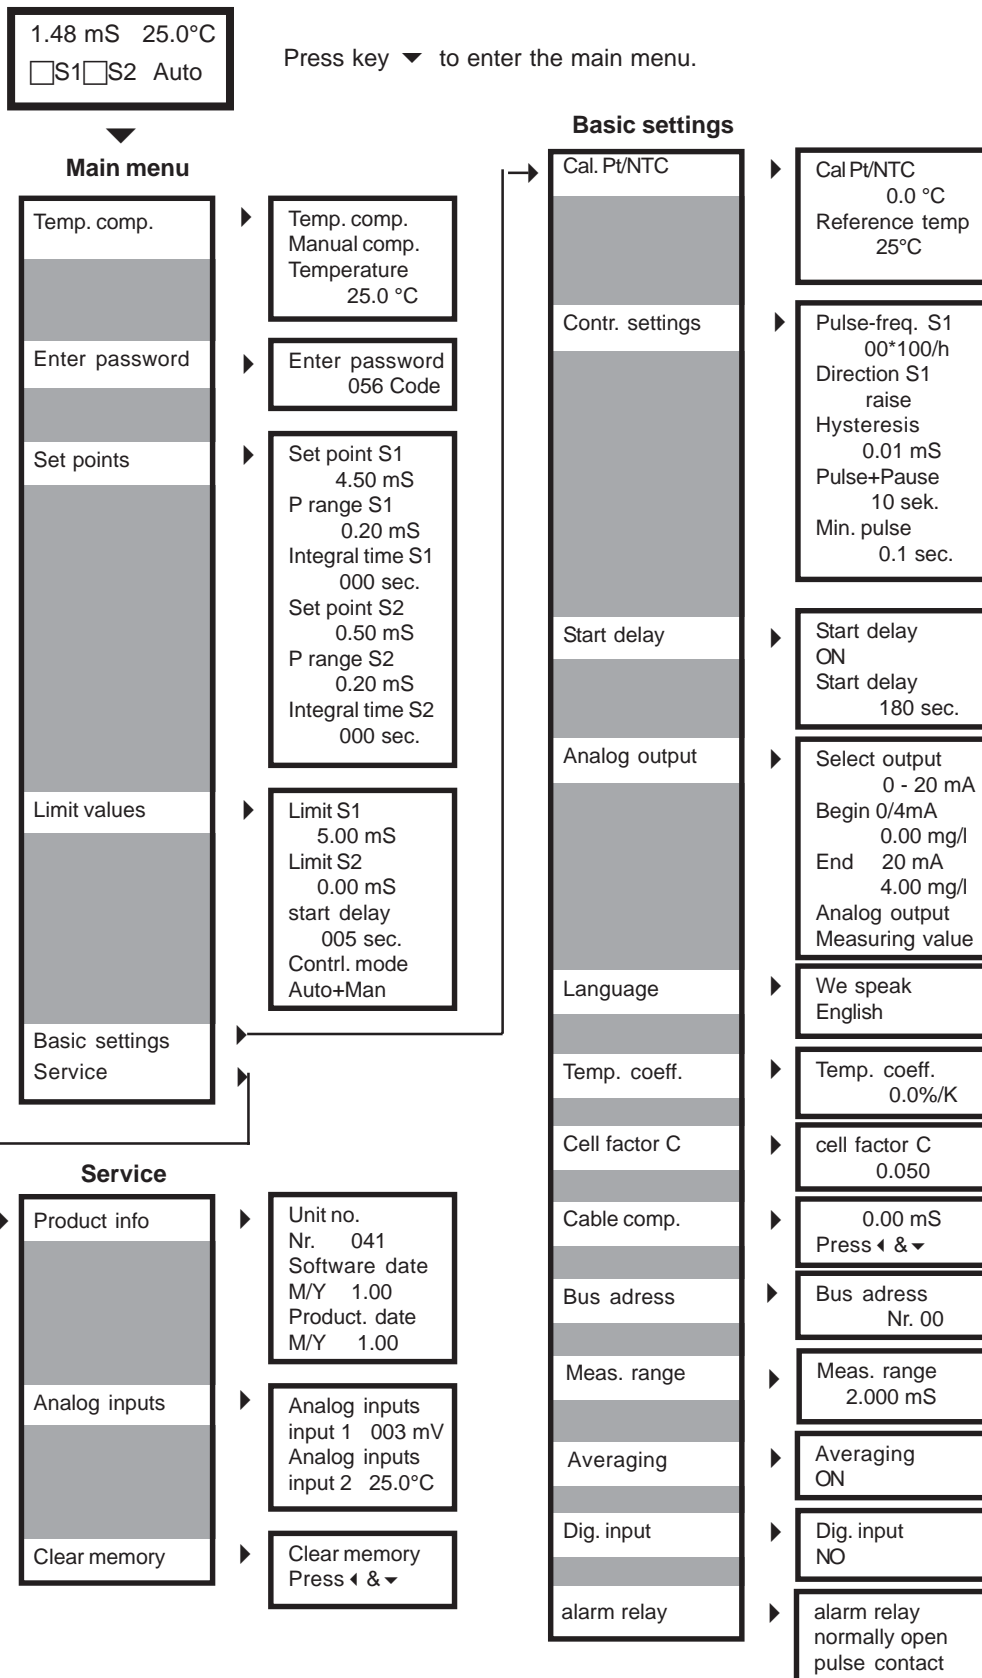 1.48 mS 25.0°C
S1 S2 Auto
Press key to enter the main menu.
Main menu
Temp. comp.
Temp. comp.
Manual comp.
Temperature
25.0 °C
Enter password
Enter password
056 Code
Set points
Set point S1
4.50 mS
P range S1
0.20 mS
Integral time S1
000 sec.
Set point S2
0.50 mS
P range S2
0.20 mS
Integral time S2
000 sec.
Limit values
Limit S1
5.00 mS
Limit S2
0.00 mS
start delay
005 sec.
Contrl. mode
Auto+Man
Basic settings
Service
Service
Product info
Unit no.
Nr. 041
Software date
M/Y 1.00
Product. date
M/Y 1.00
Analog inputs
Analog inputs
input 1 003 mV
Analog inputs
input 2 25.0°C
Clear memory
Clear memory
Press &
Basic settings
Cal. Pt/NTC
Cal Pt/NTC
0.0 °C
Reference temp
25°C
Contr. settings
Pulse-freq. S1
00*100/h
Direction S1
raise
Hysteresis
0.01 mS
Pulse+Pause
10 sek.
Min. pulse
0.1 sec.
Start delay
Start delay
ON
Start delay
180 sec.
Analog output
Select output
0 - 20 mA
Begin 0/4mA
0.00 mg/l
End 20 mA
4.00 mg/l
Analog output
Measuring value
Language
We speak
English
Temp. coeff.
Temp. coeff.
0.0%/K
Cell factor C
cell factor C
0.050
Cable comp.
0.00 mS
Press &
Bus adress
Bus adress
Nr. 00
Meas. range
Meas. range
2.000 mS
Averaging
Averaging
ON
Dig. input
Dig. input
NO
alarm relay
alarm relay
normally open
pulse contact